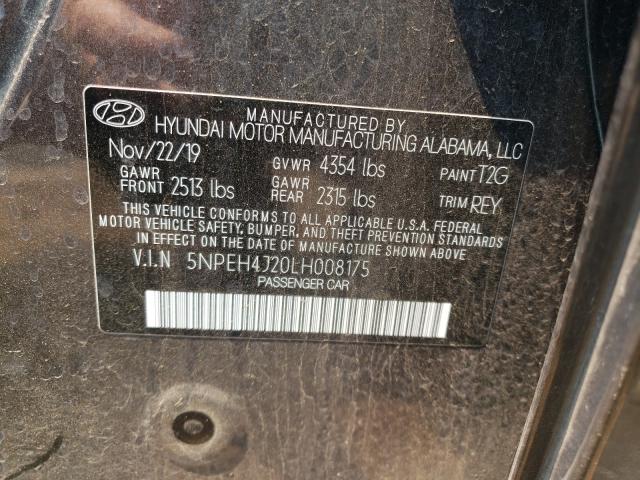 MANUFACTURED BY
HYUNDAI MOTOR MANUFACTURING ALABAMA, LLC
Nov/22/19 GVWR 4354 lbs PAINT T2G
GAWR FRONT 2513 lbs GAWR REAR 2315 lbs TRIM REY
THIS VEHICLE CONFORMS TO ALL APPLICABLE U.S.A. FEDERAL
MOTOR VEHICLE SAFETY, BUMPER, AND THEFT PREVENTION STANDARDS
IN EFFECT ON THE DATE OF MANUFACTURE SHOWN ABOVE.
V.I.N 5NPEH4J20LH008175
PASSENGER CAR